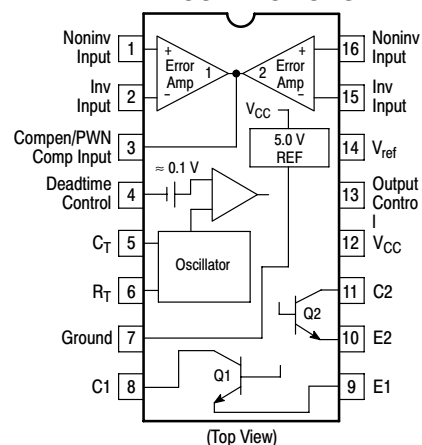 Noninv
Input
1
+
Error
Amp
1
2
+
Error
Amp
16
Noninv
Input
Inv
Input
2
–
–
15
Inv
Input
Compen/PWN
Comp Input
3
VCC
5.0 V
REF
14
Vref
≈ 0.1 V
Deadtime
Control
4
13
Output
Contro
l
CT
5
Oscillator
12
VCC
RT
6
11
C2
Q2
Ground
7
10
E2
C1
8
Q1
9
E1
(Top View)